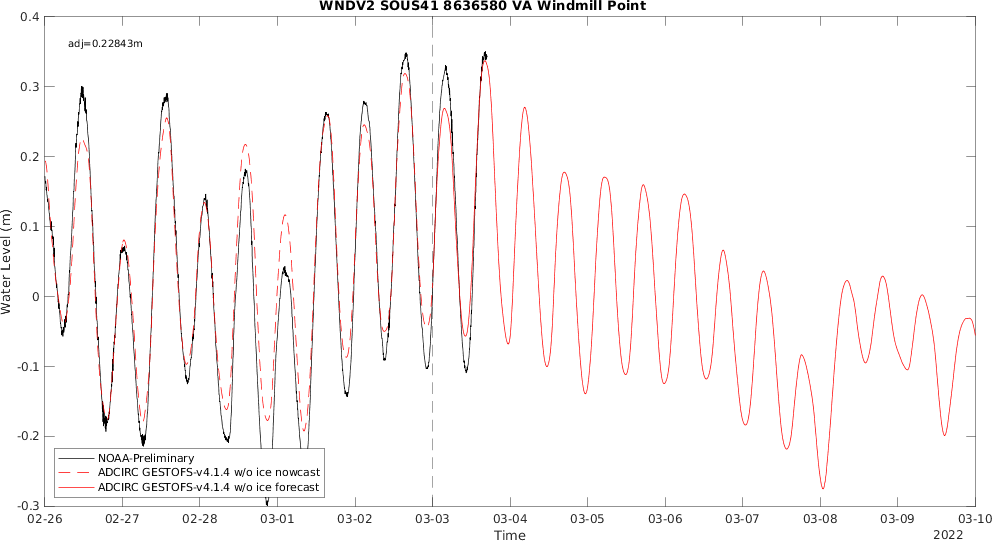 WNDV2 SOUS41 8636580 VA Windmill Point
adj=0.22843m
0.4
0.3
0.2
0.1
0
-0.1
-0.2
-0.3
Water Level (m)
NOAA-Preliminary
ADCIRC GESTOFS-v4.1.4 w/o ice nowcast
ADCIRC GESTOFS-v4.1.4 w/o ice forecast
02-26 02-27 02-28 03-01 03-02 03-03 03-04 03-05 03-06 03-07 03-08 03-09 03-10
Time
2022